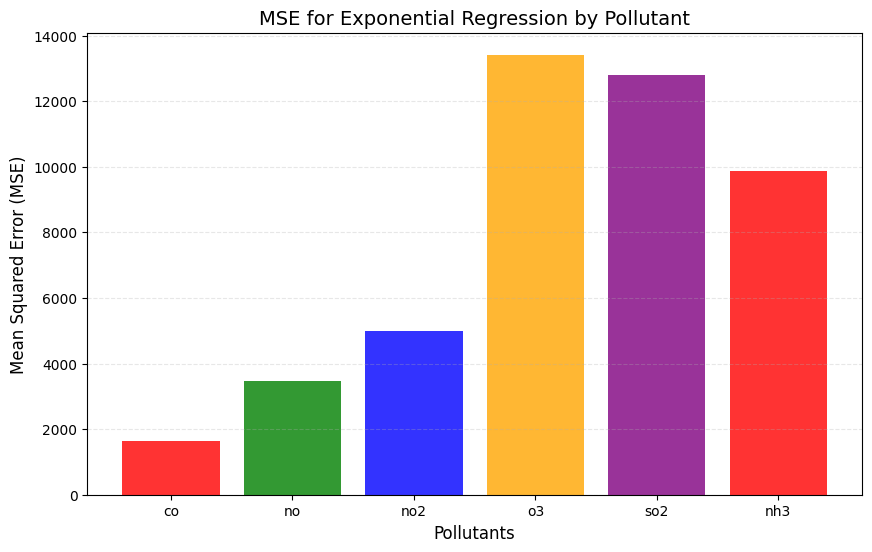 MSE for Exponential Regression by Pollutant
Mean Squared Error (MSE)
14000
12000
10000
8000
6000
4000
2000
0
co no no2 o3 so2 nh3
Pollutants